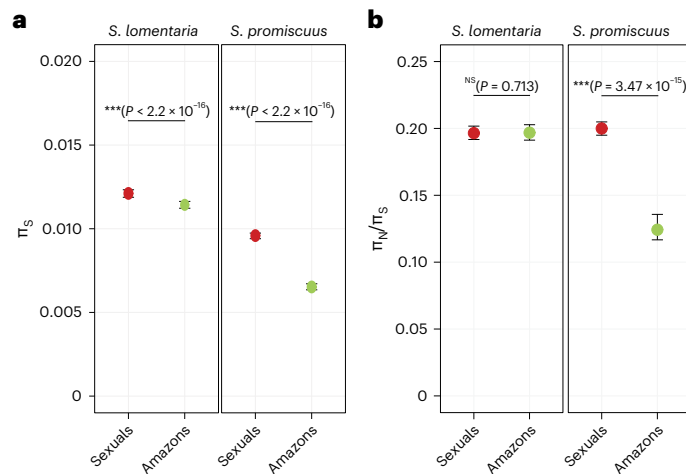 a
S. lomentaria S. promiscuus
0.020
0.015
0.010
0.005
0
πS
***(P < 2.2 × 10−16) ***(P < 2.2 × 10−16)
Sexuals Amazons Sexuals Amazons
b
S. lomentaria S. promiscuus
0.25
0.20
0.15
0.10
0.05
0
πN/πS
NS(P = 0.713) ***(P = 3.47 × 10−15)
Sexuals Amazons Sexuals Amazons